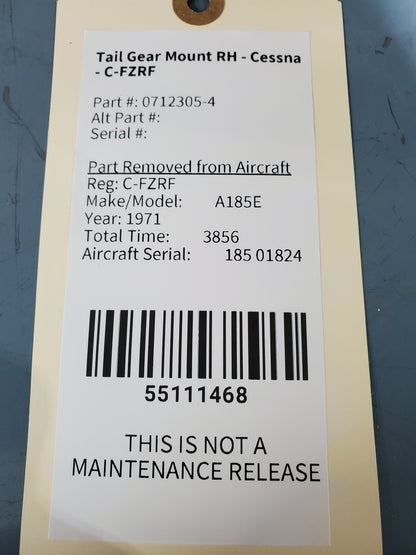 Tail Gear Mount RH - Cessna
- C-FZRF
Part #: 0712305-4
Alt Part #:
Serial #:
Part Removed from Aircraft
Reg: C-FZRF
Make/Model: A185E
Year: 1971
Total Time: 3856
Aircraft Serial: 185 01824
55111468
THIS IS NOT A
MAINTENANCE RELEASE